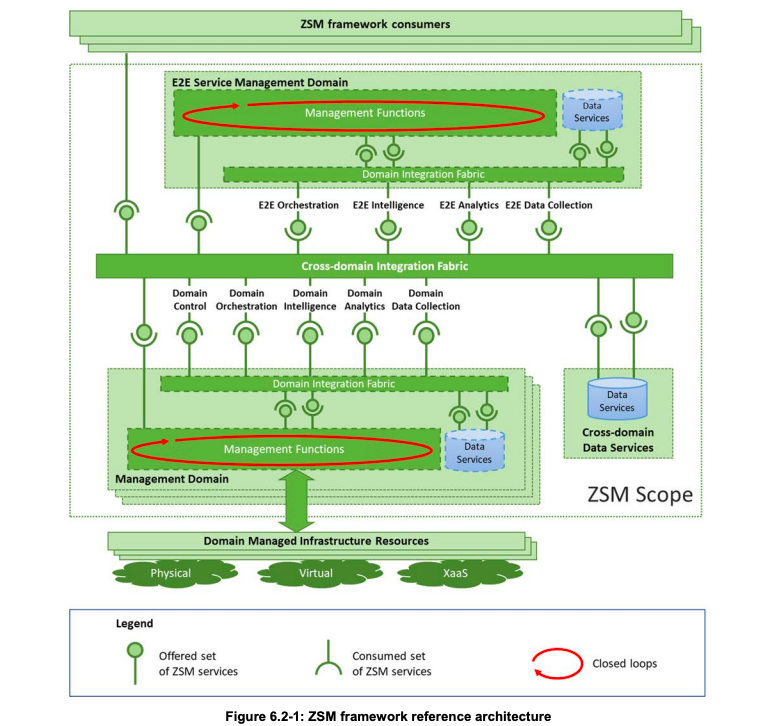 ZSM framework consumers
E2E Service Management Domain
Management Functions
Data
Services
Domain Integration Fabric
E2E Orchestration
E2E Intelligence
E2E Analytics
E2E Data Collection
Cross-domain Integration Fabric
Domain
Control
Domain
Orchestration
Domain
Intelligence
Domain
Analytics
Domain
Data Collection
Domain Integration Fabric
Data
Services
Management Functions
Data
Services
Cross-domain
Data Services
Management Domain
ZSM Scope
Domain Managed Infrastructure Resources
Physical
Virtual
XaaS
Legend
Offered set
of ZSM services
Consumed set
of ZSM services
Closed loops
Figure 6.2-1: ZSM framework reference architecture